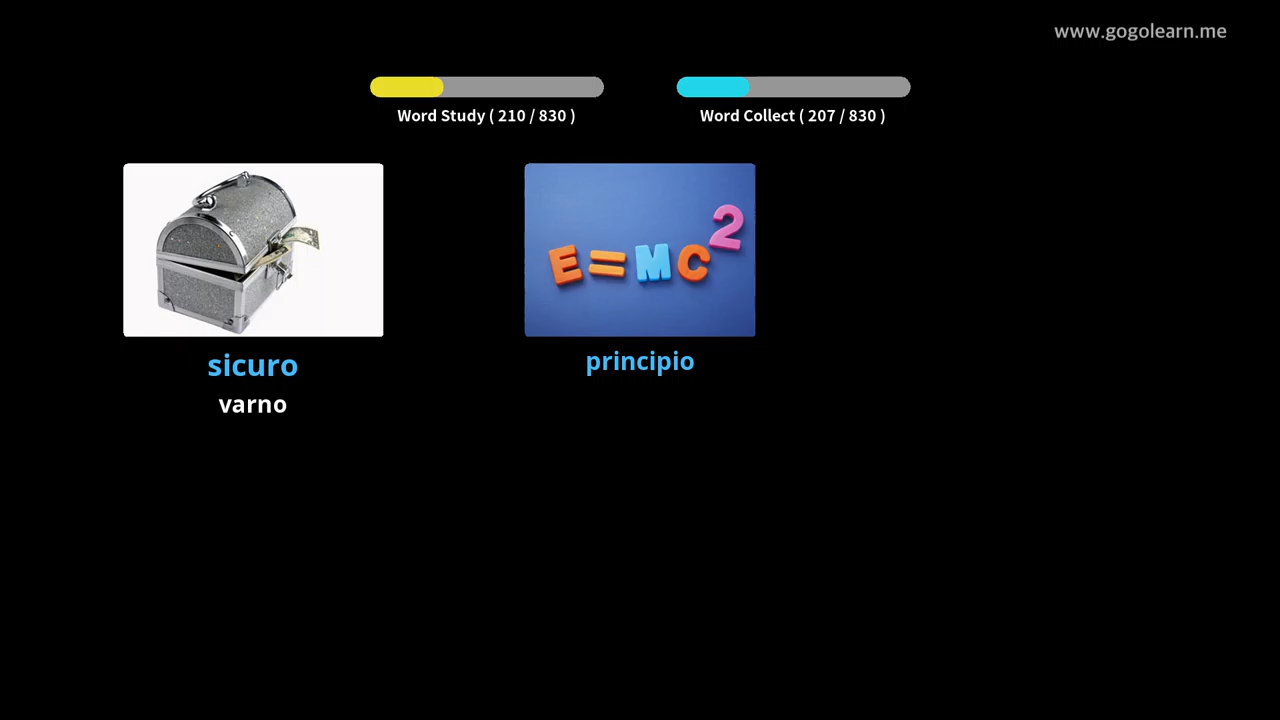 www.gogolearn.me
Word Study ( 210 / 830 )
Word Collect ( 207 / 830 )
E=MC2
sicuro
principio
varno